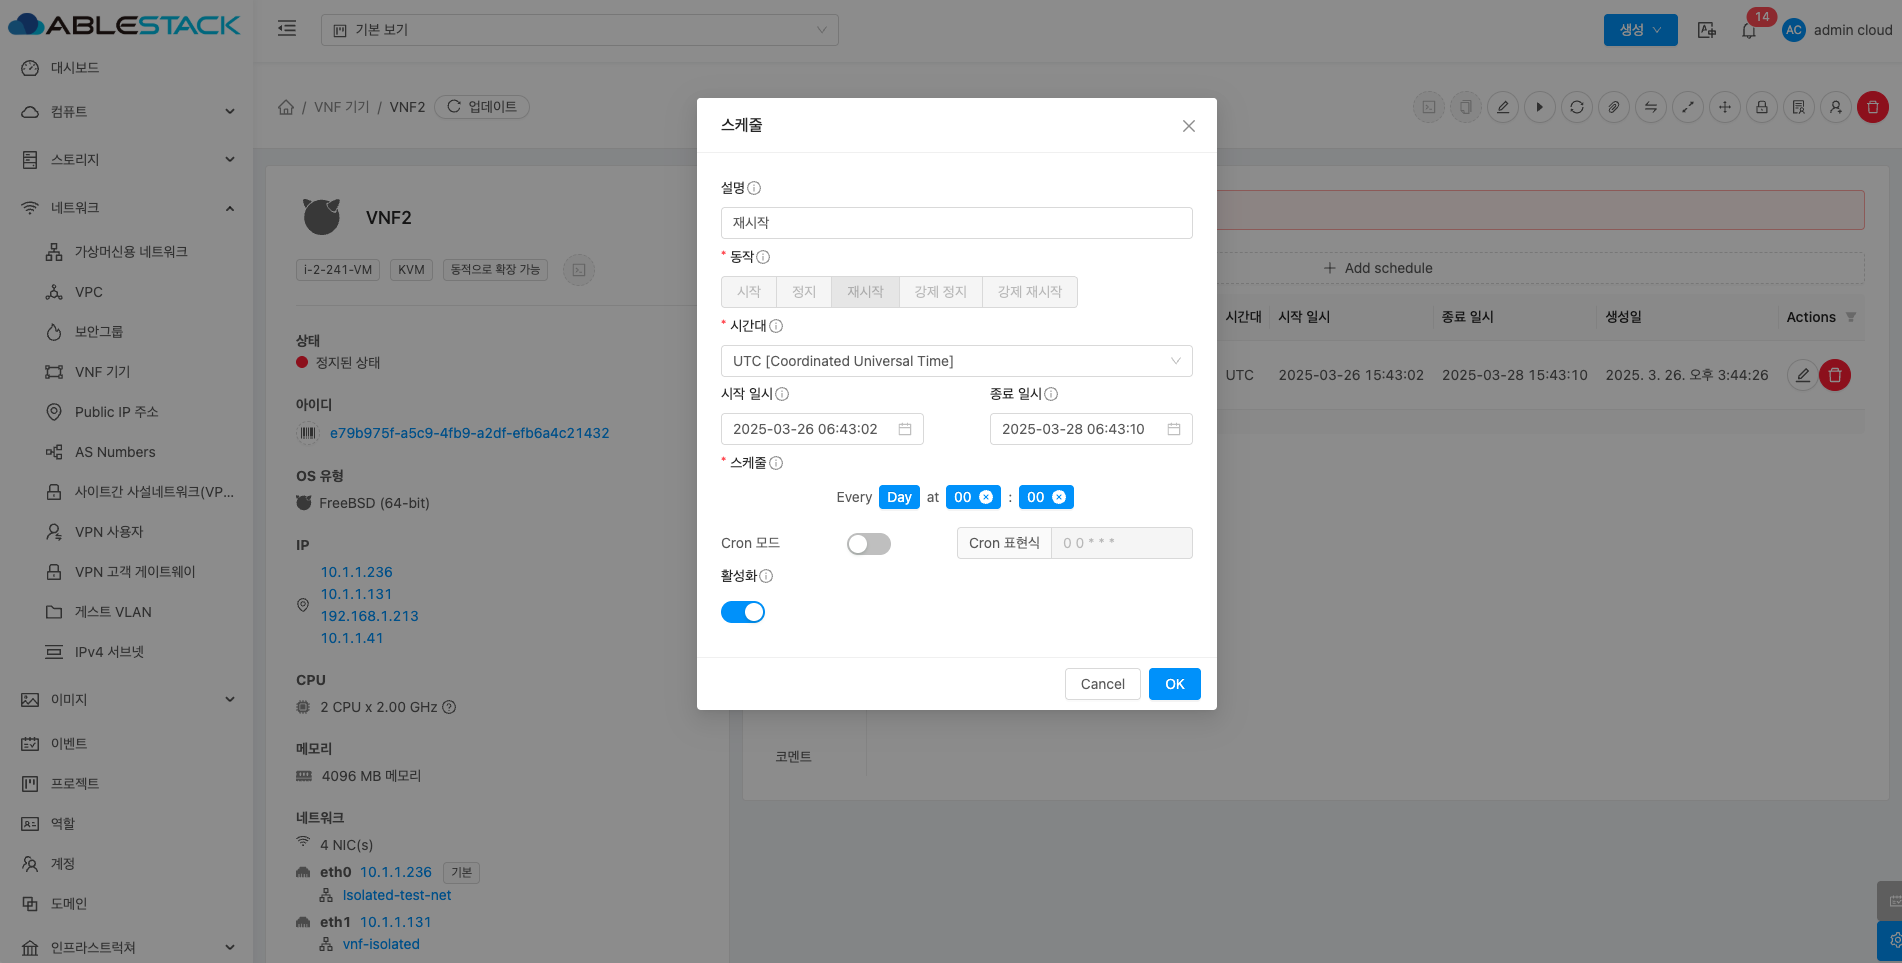 ABLESTACK
기본 보기
생성
14
AC
admin cloud
대시보드
컴퓨트
스토리지
네트워크
가상머신용 네트워크
VPC
보안그룹
VNF 기기
Public IP 주소
AS Numbers
사이트간 사설네트워크(VP...
VPN 사용자
VPN 고객 게이트웨이
게스트 VLAN
IPv4 서브넷
이미지
이벤트
프로젝트
역할
계정
도메인
인프라스트럭쳐
/ VNF 기기 / VNF2
업데이트
VNF2
i-2-241-VM
KVM
동적으로 확장 가능
상태
정지된 상태
아이디
e79b975f-a5c9-4fb9-a2df-efb6a4c21432
OS 유형
FreeBSD (64-bit)
IP
10.1.1.236
10.1.1.131
192.168.1.213
10.1.1.41
CPU
2 CPU x 2.00 GHz
메모리
4096 MB 메모리
네트워크
4 NIC(s)
eth0 10.1.1.236 기본
Isolated-test-net
eth1 10.1.1.131
vnf-isolated
스케줄
설명
재시작
* 동작
시작 정지 재시작 강제 정지 강제 재시작
* 시간대
UTC [Coordinated Universal Time]
시작 일시 종료 일시
2025-03-26 06:43:02 2025-03-28 06:43:10
* 스케줄
Every Day at 00 : 00
Cron 모드
Cron 표현식 0 0 * * *
활성화
Cancel OK
Add schedule
시간대 시작 일시 종료 일시 생성일 Actions
UTC 2025-03-26 15:43:02 2025-03-28 15:43:10 2025. 3. 26. 오후 3:44:26
코멘트